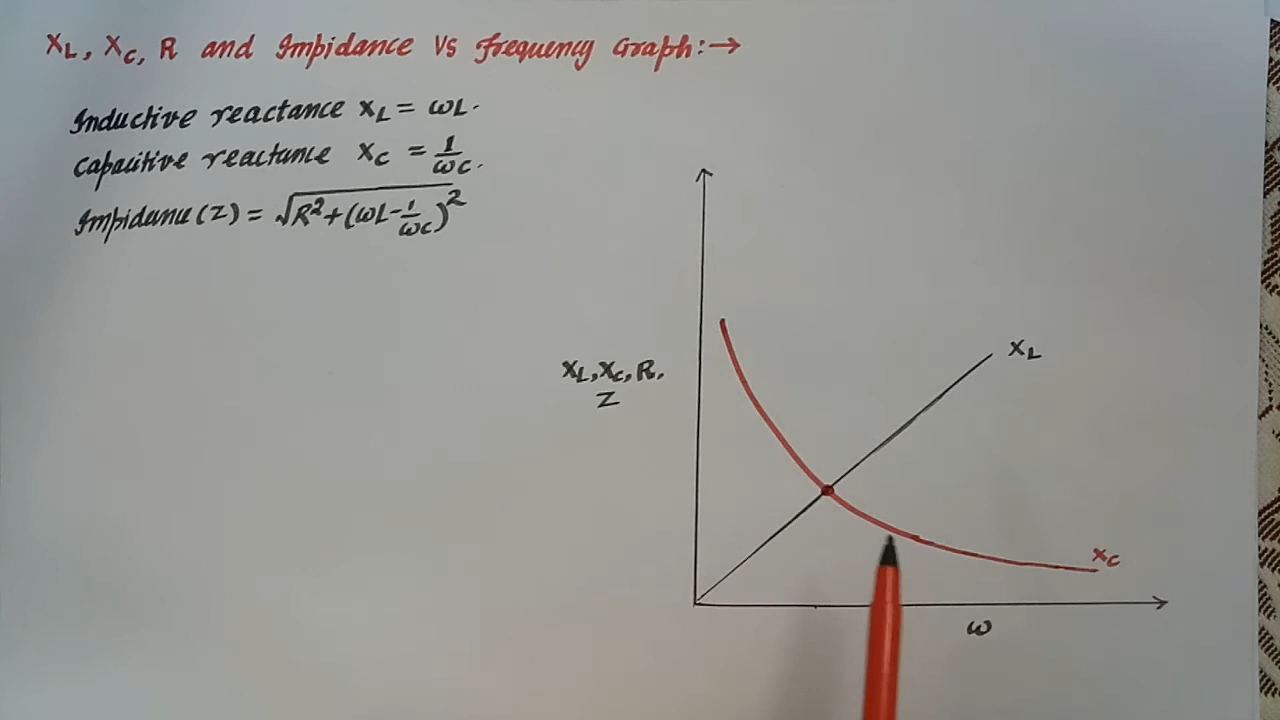 XL, XC, R and Impidance Vs frequency Graph:→
Inductive reactance XL = ωL.
Capacitive reactance XC = 1/ωC.
Impidance (Z) = √R²+(ωL-1/ωC)²
XL
XL, XC, R,
Z
XC
ω